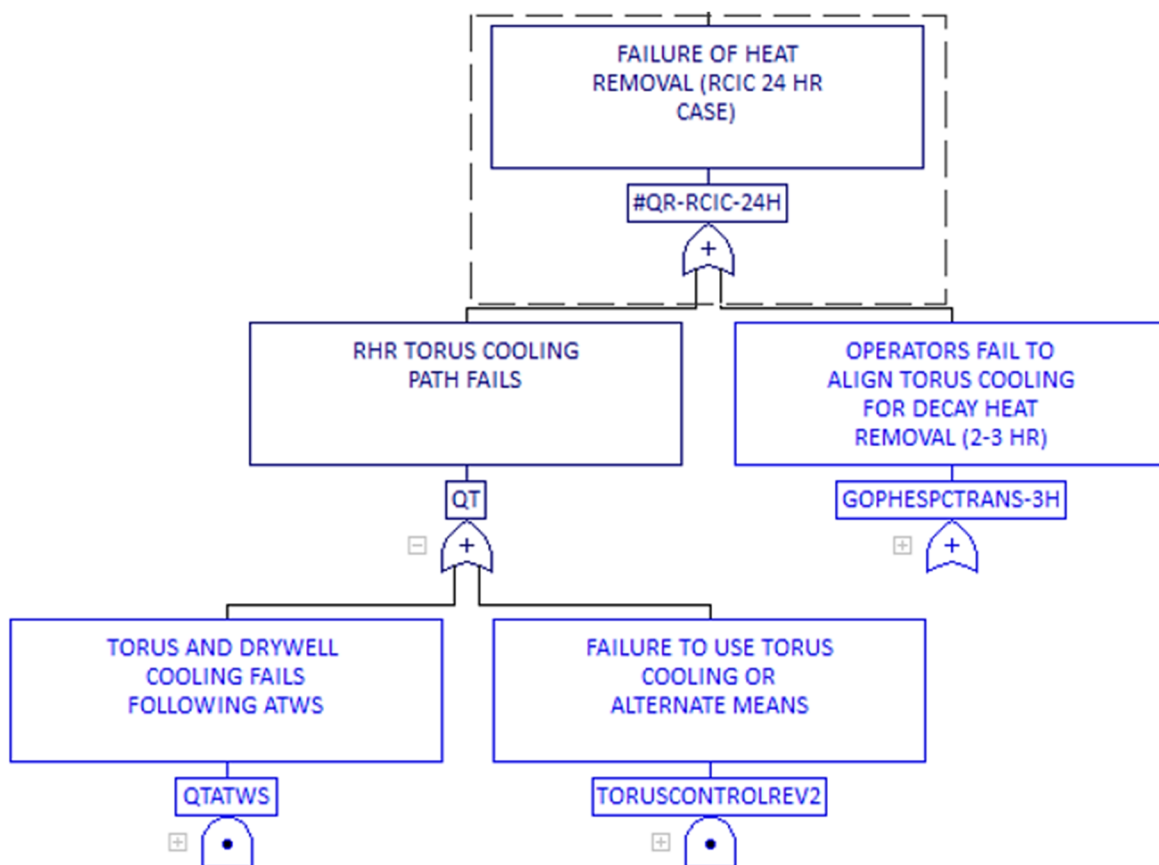 FAILURE OF HEAT
REMOVAL (RCIC 24 HR
CASE)
#QR-RCIC-24H
RHR TORUS COOLING
PATH FAILS
QT
OPERATORS FAIL TO
ALIGN TORUS COOLING
FOR DECAY HEAT
REMOVAL (2-3 HR)
GOPHESPCTRANS-3H
TORUS AND DRYWELL
COOLING FAILS
FOLLOWING ATWS
QTATWS
FAILURE TO USE TORUS
COOLING OR
ALTERNATE MEANS
TORUSCONTROLREV2